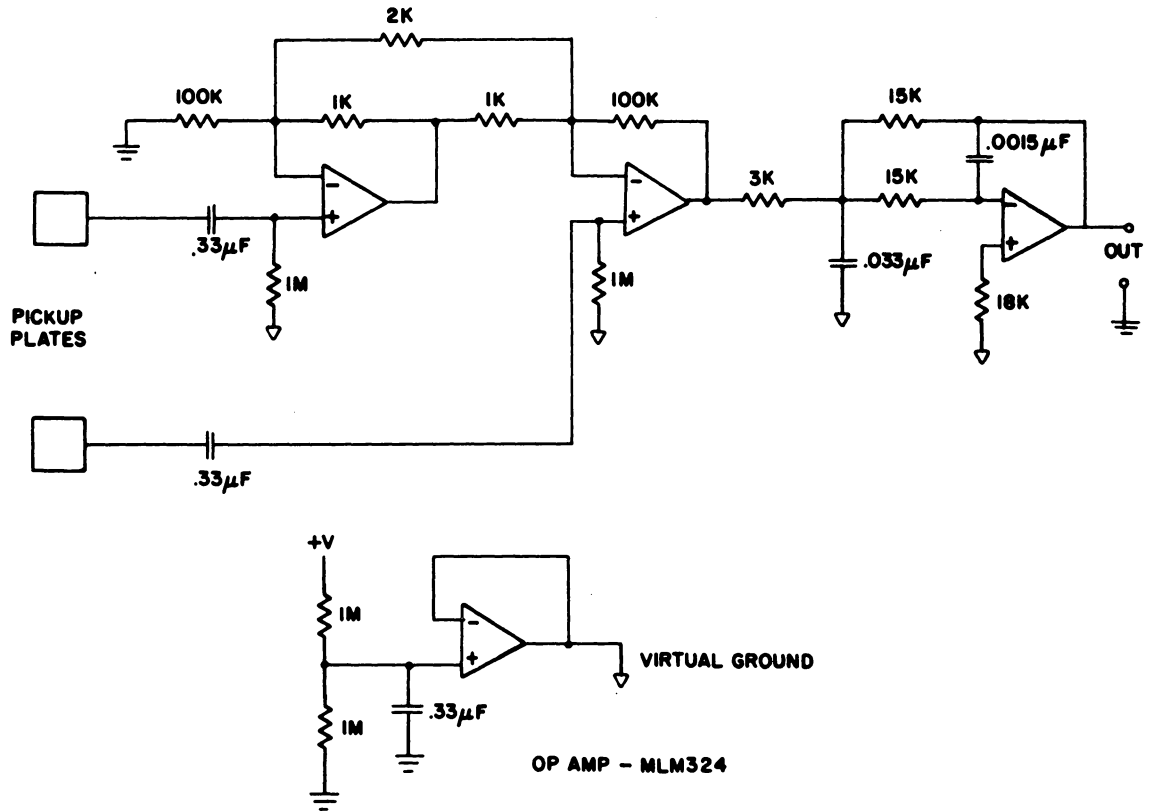 2K
100K
1K
1K
100K
15K
.0015µF
3K
15K
-
+
-
+
-
+
.33µF
.033µF
OUT
1M
1M
18K
PICKUP
PLATES
.33µF
+V
1M
-
+
VIRTUAL GROUND
1M
.33µF
OP AMP - MLM324